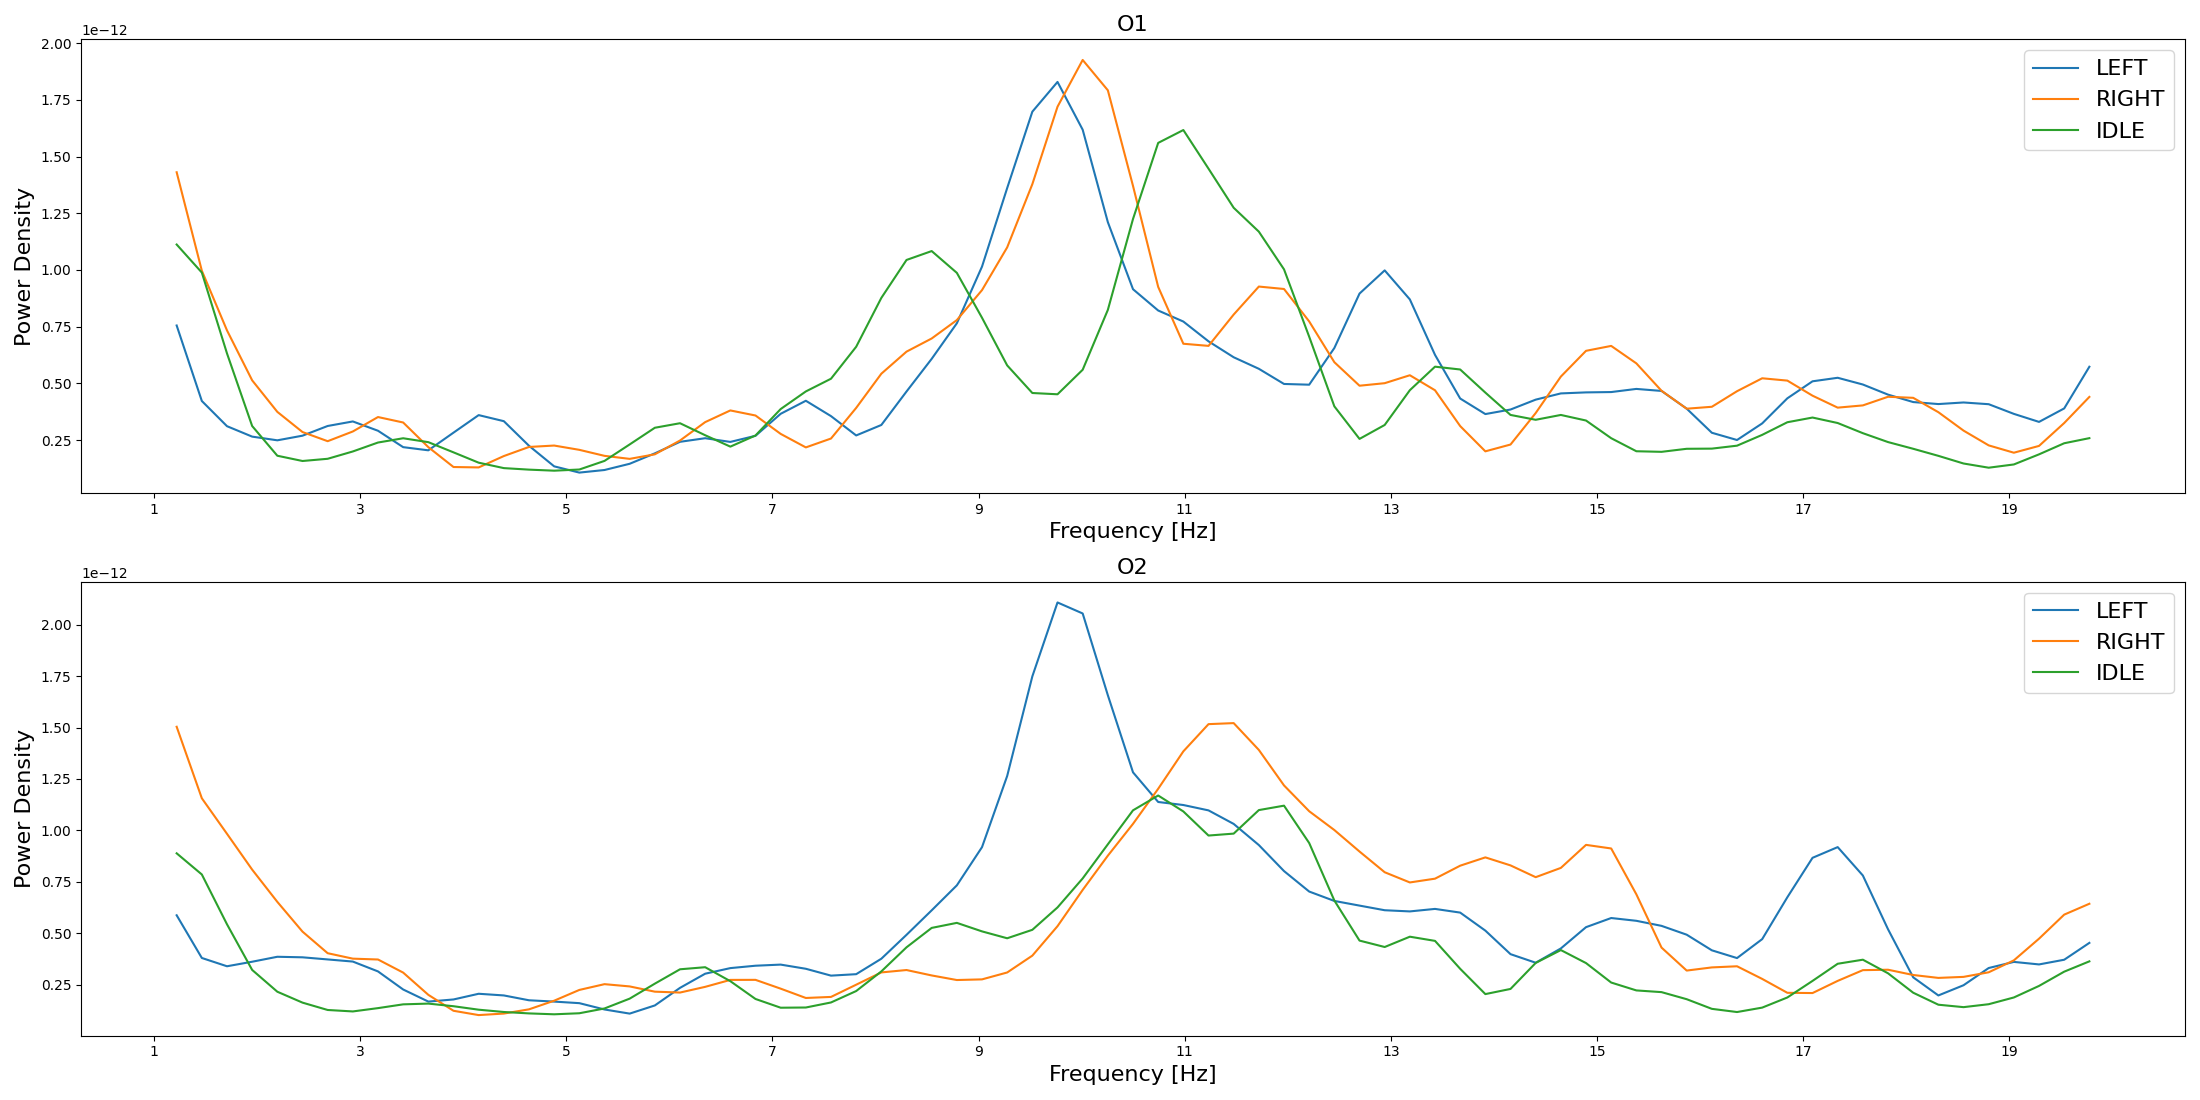 O1
1e−12
2.00
1.75
1.50
1.25
1.00
0.75
0.50
0.25
Power Density
LEFT
RIGHT
IDLE
1 3 5 7 9 11 13 15 17 19
Frequency [Hz]
O2
1e−12
2.00
1.75
1.50
1.25
1.00
0.75
0.50
0.25
Power Density
LEFT
RIGHT
IDLE
1 3 5 7 9 11 13 15 17 19
Frequency [Hz]